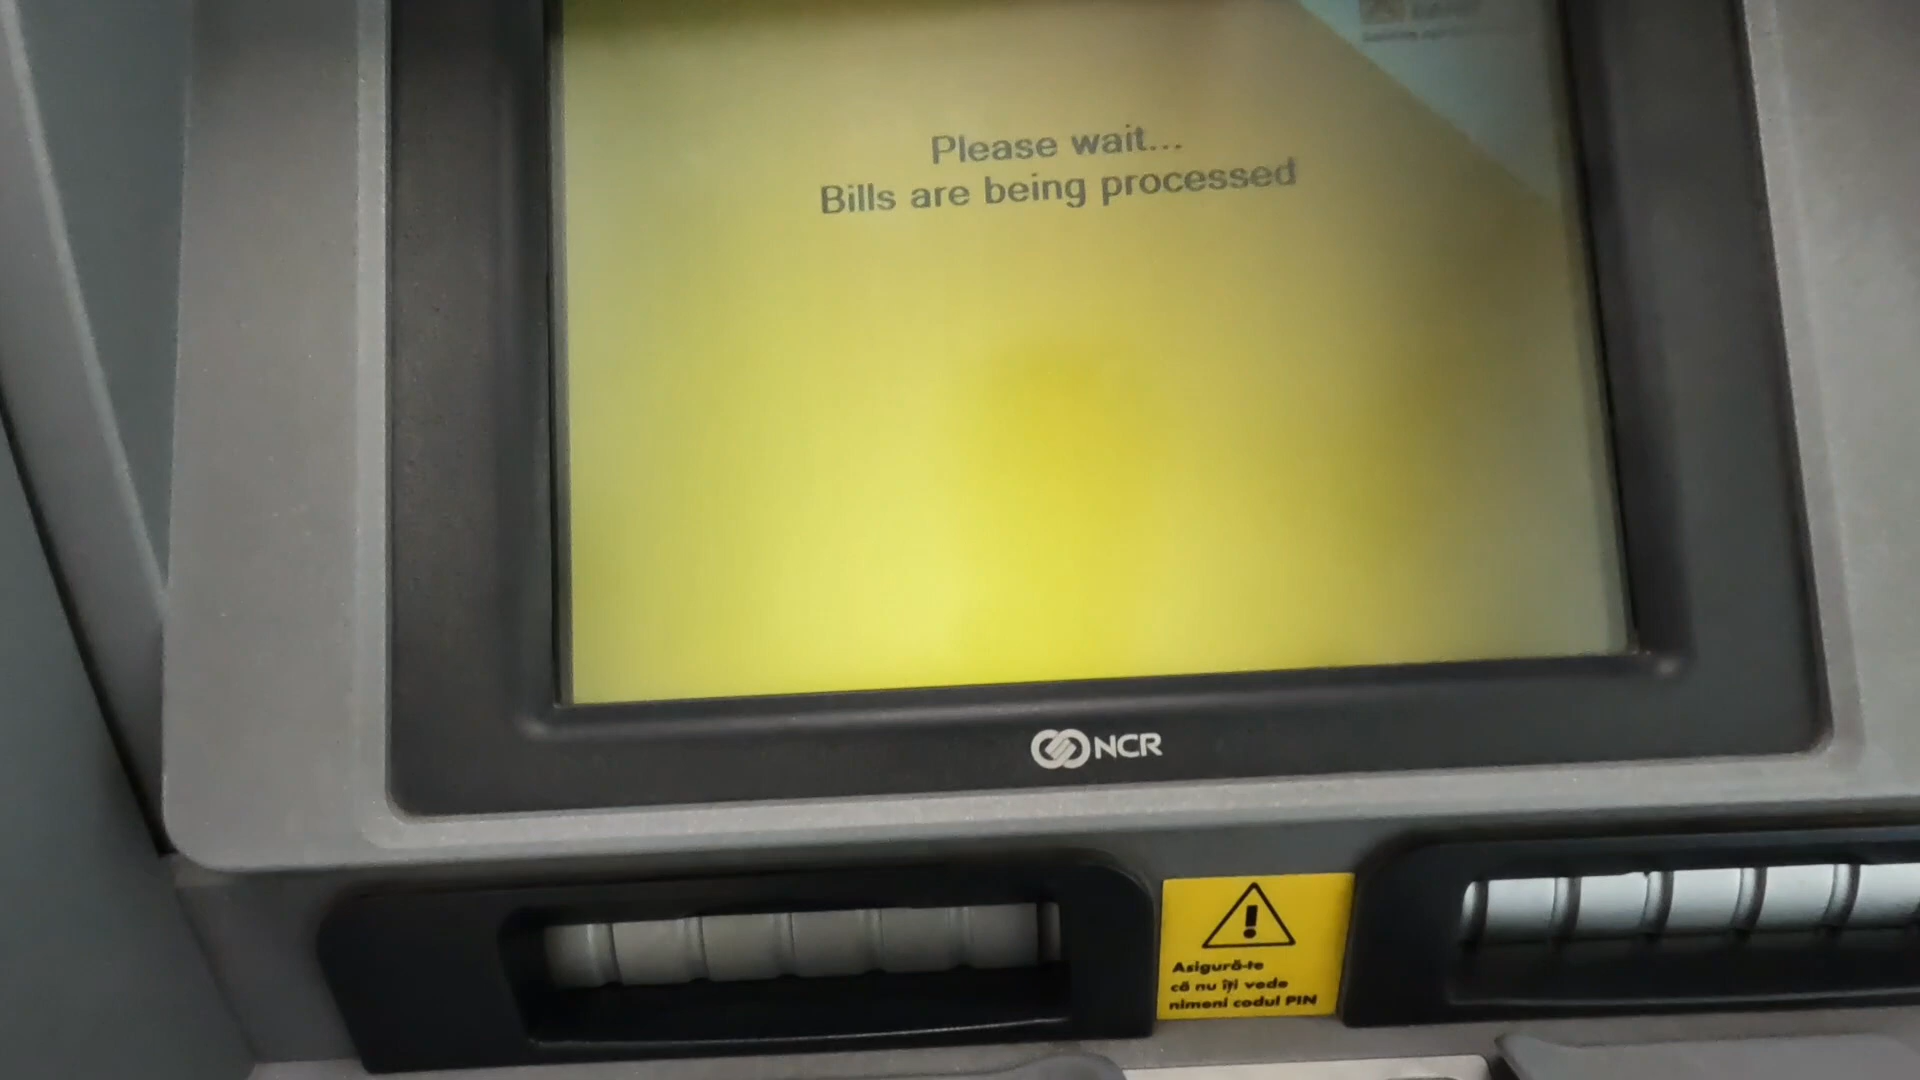 Please wait...
Bills are being processed
NCR
Asigură-te
că nu îți vede
nimeni codul PIN